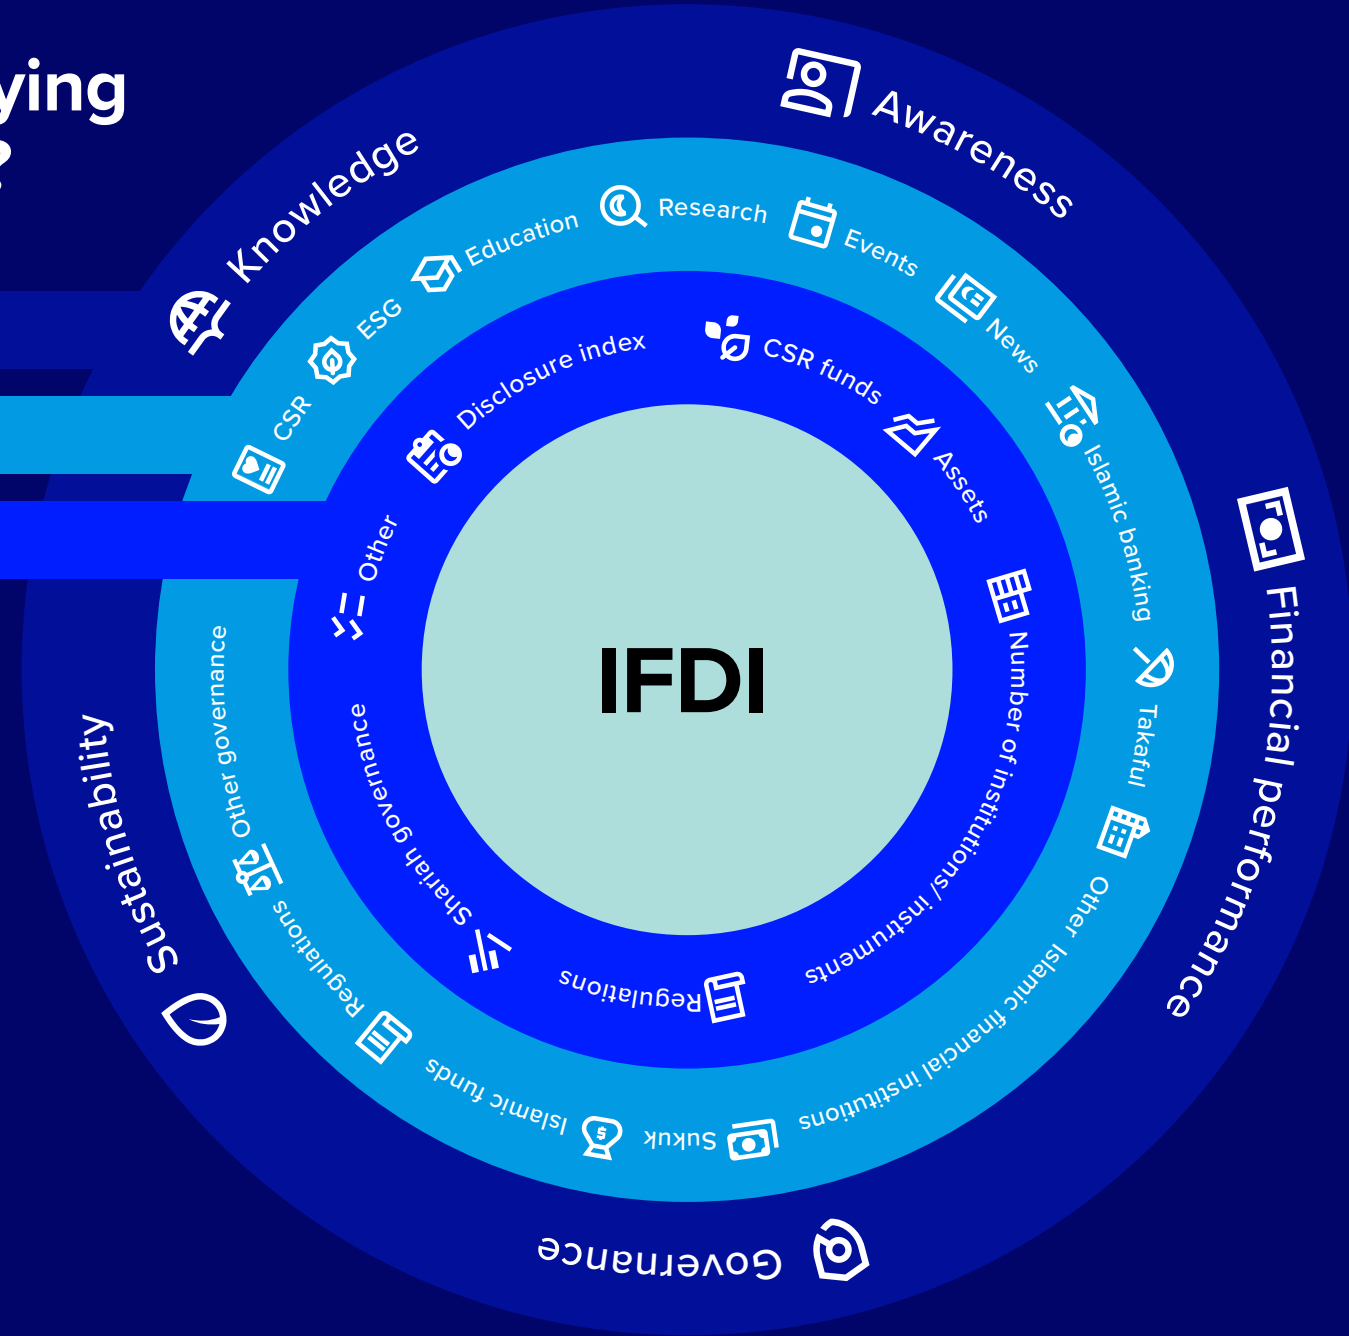 ying
?
Knowledge
Awareness
Financial performance
Governance
Sustainability
CSR
ESG
Education
Research
Events
News
Islamic banking
Takaful
Other Islamic financial institutions
Sukuk
Islamic funds
Regulations
Other governance
Other
Disclosure index
CSR funds
Assets
Number of institutions/ instruments
Regulations
Shariah governance
IFDI